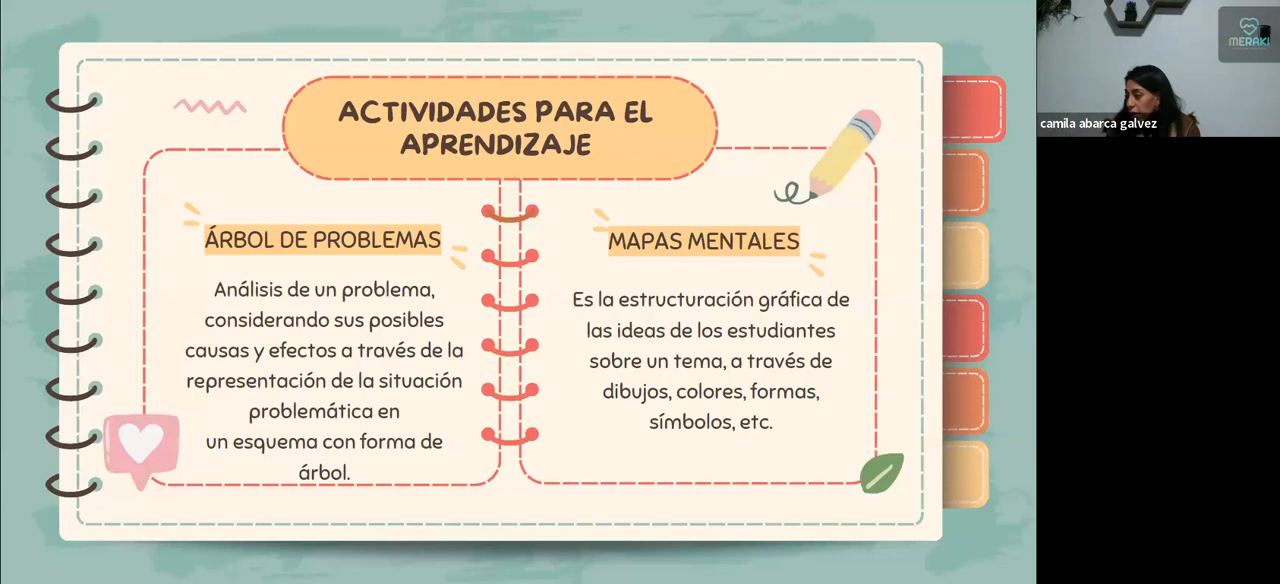 ACTIVIDADES PARA EL
APRENDIZAJE
ÁRBOL DE PROBLEMAS
Análisis de un problema,
considerando sus posibles
causas y efectos a través de la
representación de la situación
problemática en
un esquema con forma de
árbol.
MAPAS MENTALES
Es la estructuración gráfica de
las ideas de los estudiantes
sobre un tema, a través de
dibujos, colores, formas,
símbolos, etc.
MERAKI
camila abarca galvez